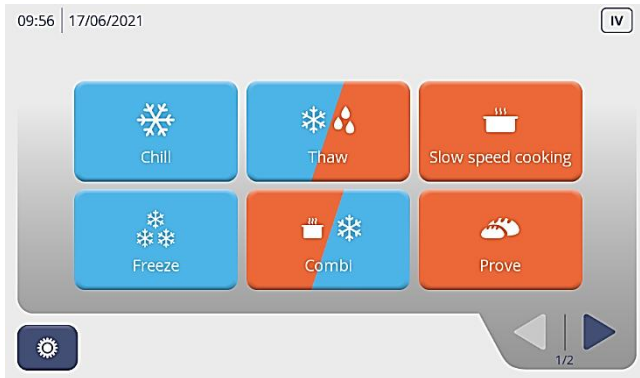 09:56 17/06/2021 IV
Chill Thaw Slow speed cooking
Freeze Combi Prove
1/2